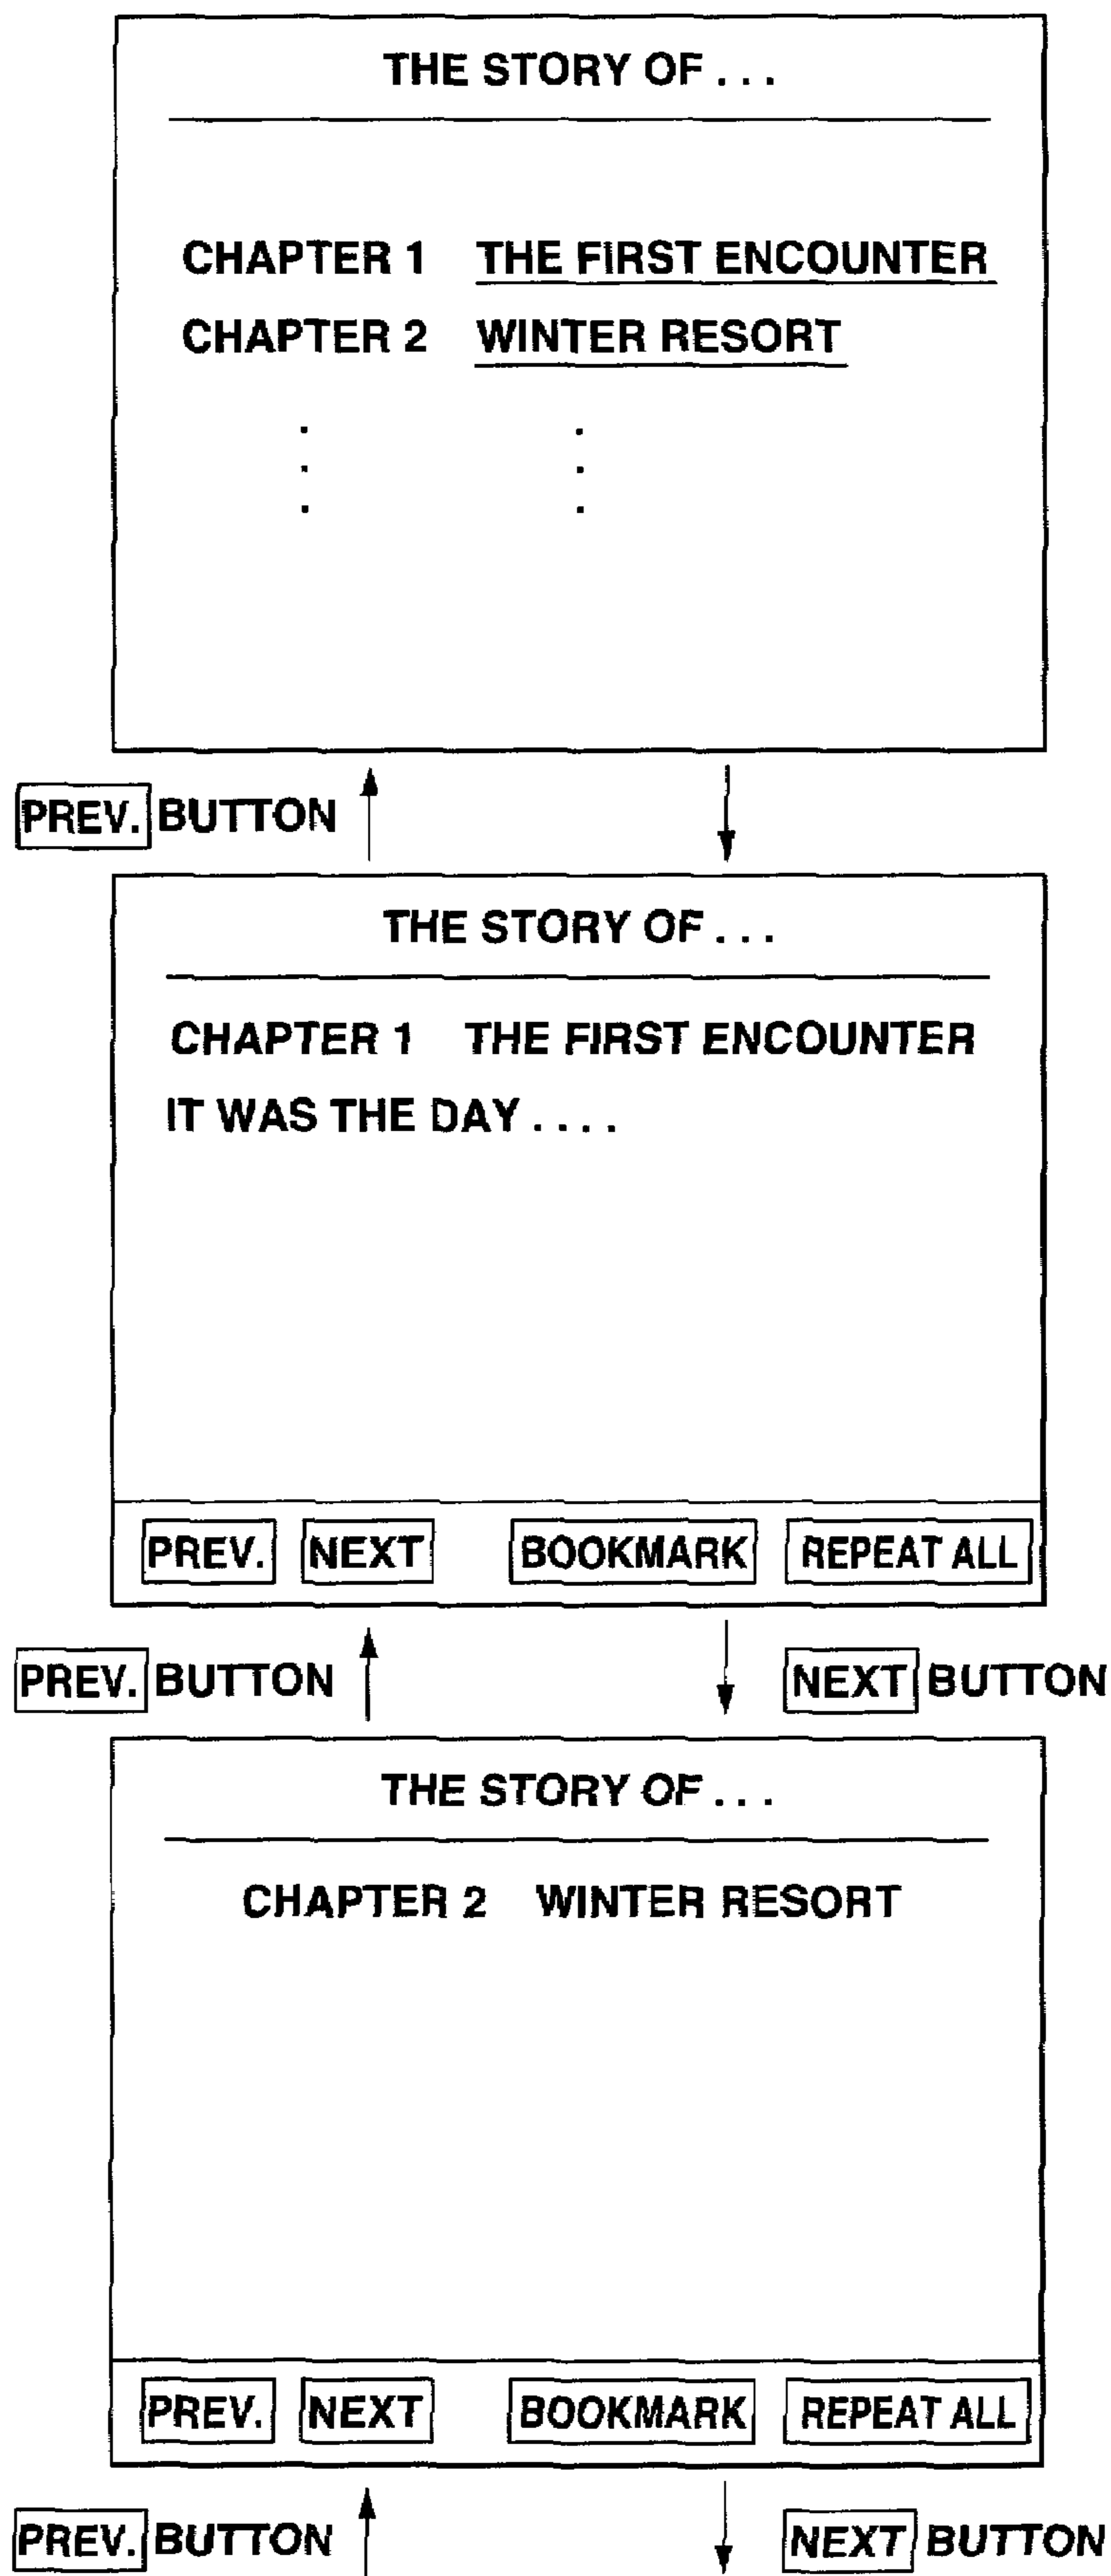 THE STORY OF . . .
CHAPTER 1 THE FIRST ENCOUNTER
CHAPTER 2 WINTER RESORT
PREV. BUTTON
THE STORY OF . . .
CHAPTER 1 THE FIRST ENCOUNTER
IT WAS THE DAY . . . .
PREV. NEXT BOOKMARK REPEAT ALL
PREV. BUTTON NEXT BUTTON
THE STORY OF . . .
CHAPTER 2 WINTER RESORT
PREV. NEXT BOOKMARK REPEAT ALL
PREV. BUTTON NEXT BUTTON